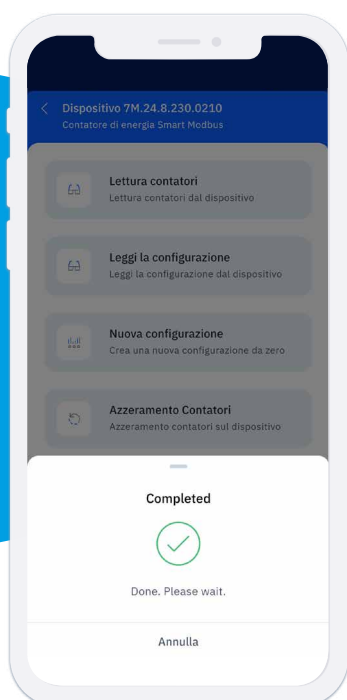 Dispositivo 7M.24.8.230.0210
Contatore di energia Smart Modbus
Lettura contatori
Lettura contatori dal dispositivo
Leggi la configurazione
Leggi la configurazione dal dispositivo
Nuova configurazione
Crea una nuova configurazione da zero
Azzeramento Contatori
Azzeramento contatori sul dispositivo
Completed
Done. Please wait.
Annulla